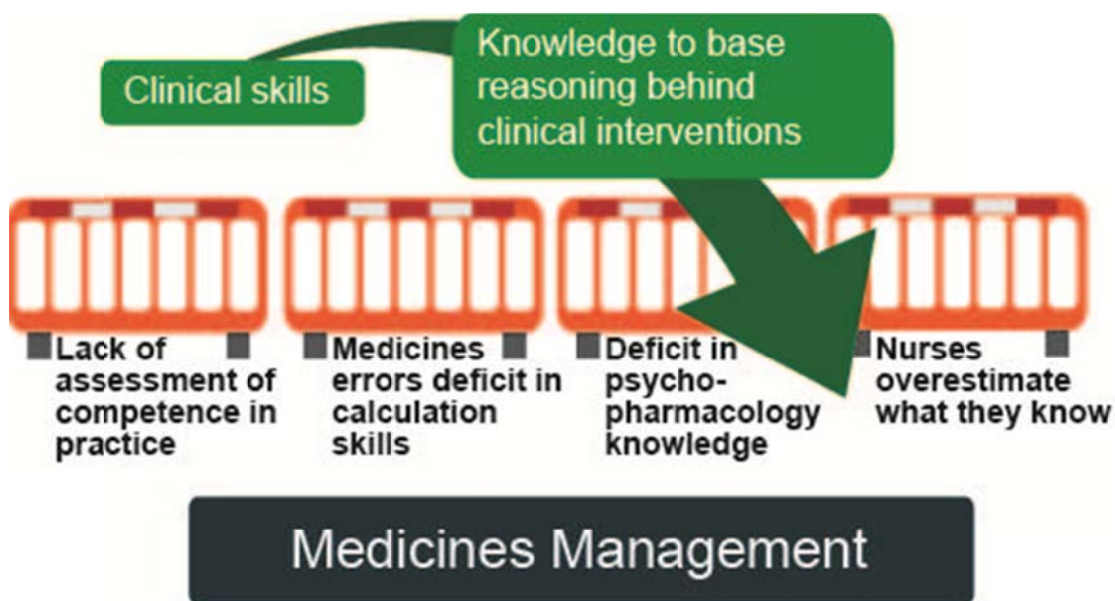 Clinical skills
Knowledge to base
reasoning behind
clinical interventions
Lack of
assessment of
competence in
practice
Medicines
errors deficit in
calculation
skills
Deficit in
psycho-
pharmacology
knowledge
Nurses
overestimate
what they know
Medicines Management